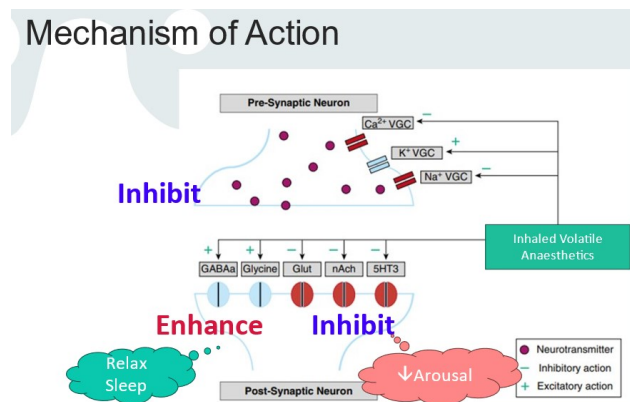 Mechanism of Action
Pre-Synaptic Neuron
Ca²⁺ VGC
−
K⁺ VGC
+
Na⁺ VGC
−
Inhibit
Inhaled Volatile
Anaesthetics
+ + − − −
GABAa Glycine Glut nAch 5HT3
Enhance Inhibit
Relax
Sleep
↓Arousal
Post-Synaptic Neuron
Neurotransmitter
− Inhibitory action
+ Excitatory action